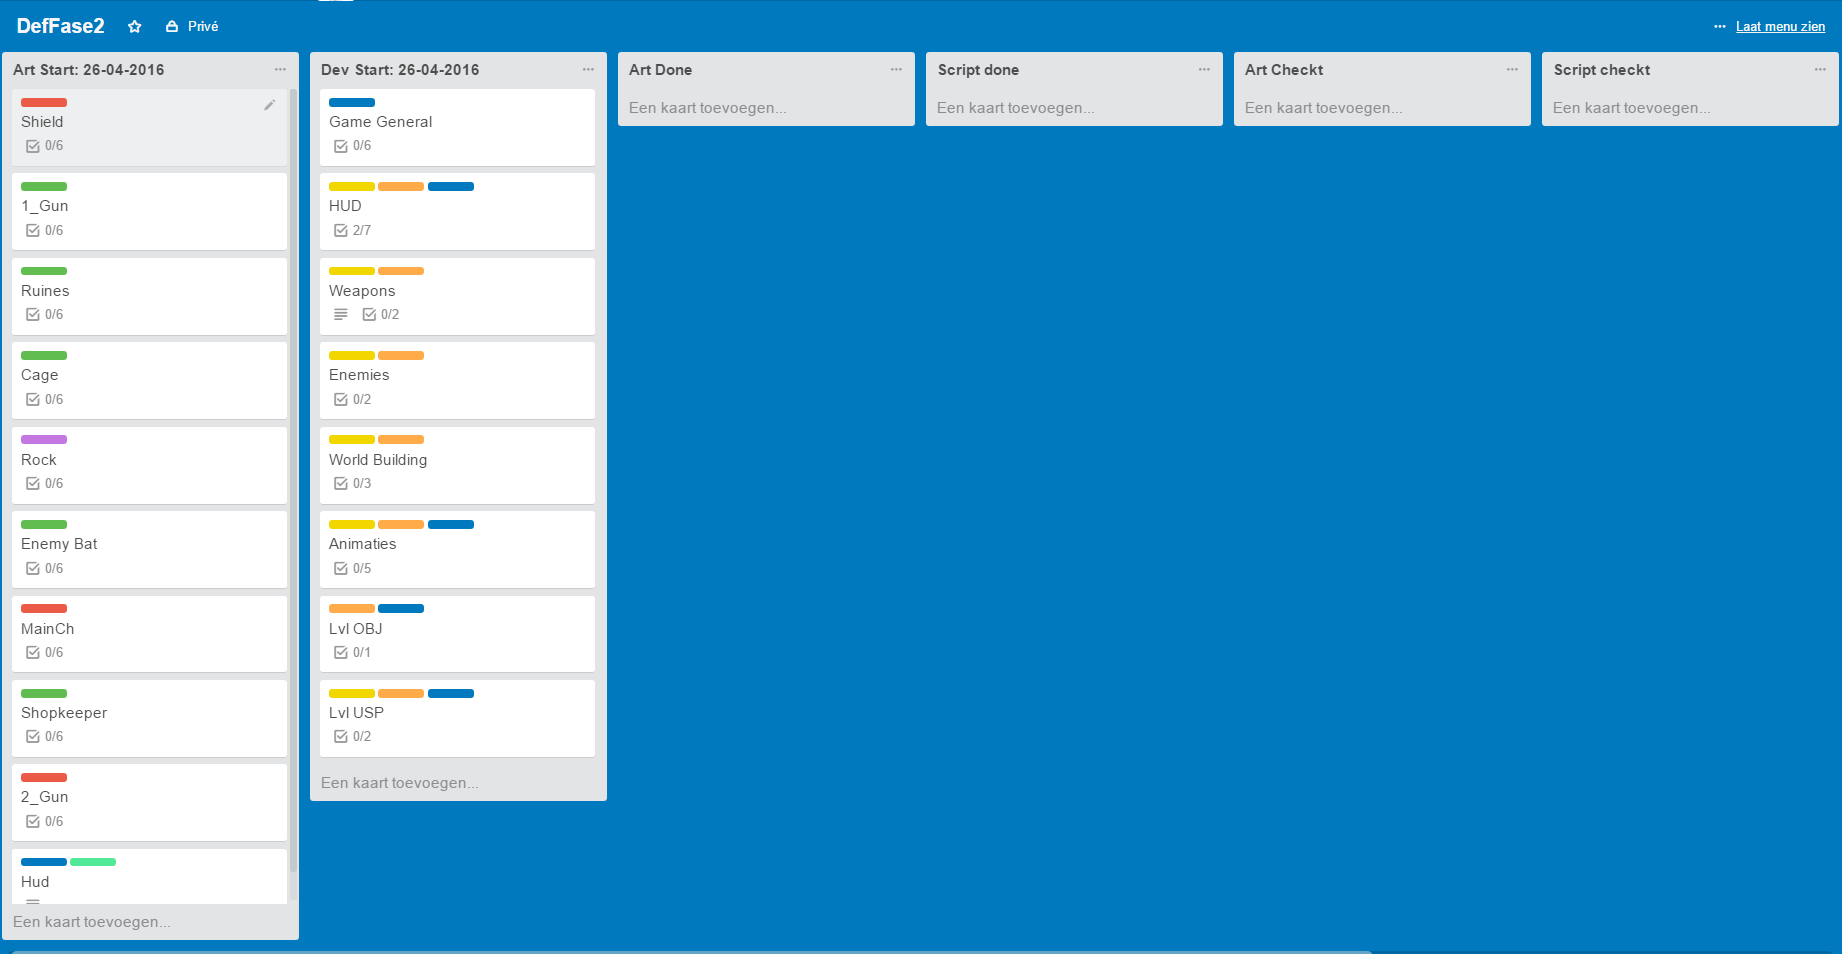 DefFase2
Privé
Laat menu zien
Art Start: 26-04-2016
Shield
0/6
1_Gun
0/6
Ruines
0/6
Cage
0/6
Rock
0/6
Enemy Bat
0/6
MainCh
0/6
Shopkeeper
0/6
2_Gun
0/6
Hud
Een kaart toevoegen...
Dev Start: 26-04-2016
Game General
0/6
HUD
2/7
Weapons
0/2
Enemies
0/2
World Building
0/3
Animaties
0/5
Lvl OBJ
0/1
Lvl USP
0/2
Een kaart toevoegen...
Art Done
Een kaart toevoegen...
Script done
Een kaart toevoegen...
Art Checkt
Een kaart toevoegen...
Script checkt
Een kaart toevoegen...